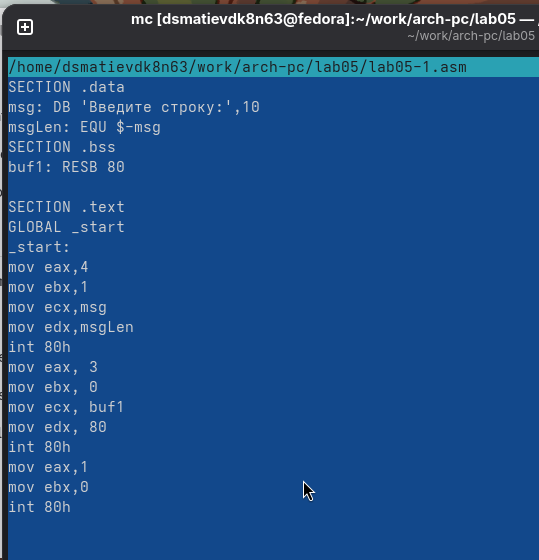 mc [dsmatievdk8n63@fedora]:~/work/arch-pc/lab05 —
~/work/arch-pc/lab05
/home/dsmatievdk8n63/work/arch-pc/lab05/lab05-1.asm
SECTION .data
msg: DB 'Введите строку:',10
msgLen: EQU $-msg
SECTION .bss
buf1: RESB 80
SECTION .text
GLOBAL _start
_start:
mov eax,4
mov ebx,1
mov ecx,msg
mov edx,msgLen
int 80h
mov eax, 3
mov ebx, 0
mov ecx, buf1
mov edx, 80
int 80h
mov eax,1
mov ebx,0
int 80h